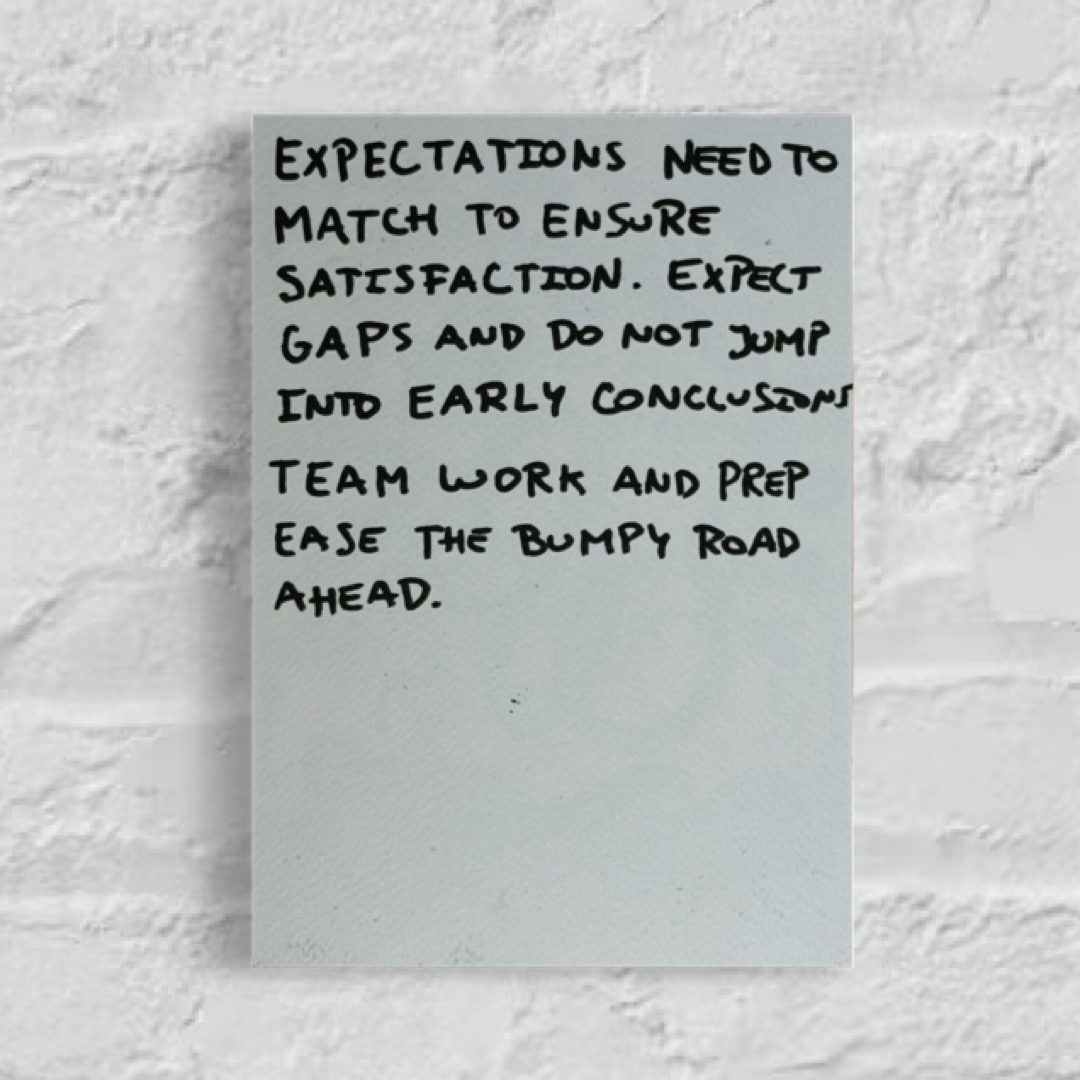 EXPECTATIONS NEED TO
MATCH TO ENSURE
SATISFACTION. EXPECT
GAPS AND DO NOT JUMP
INTO EARLY CONCLUSIONS
TEAM WORK AND PREP
EASE THE BUMPY ROAD
AHEAD.